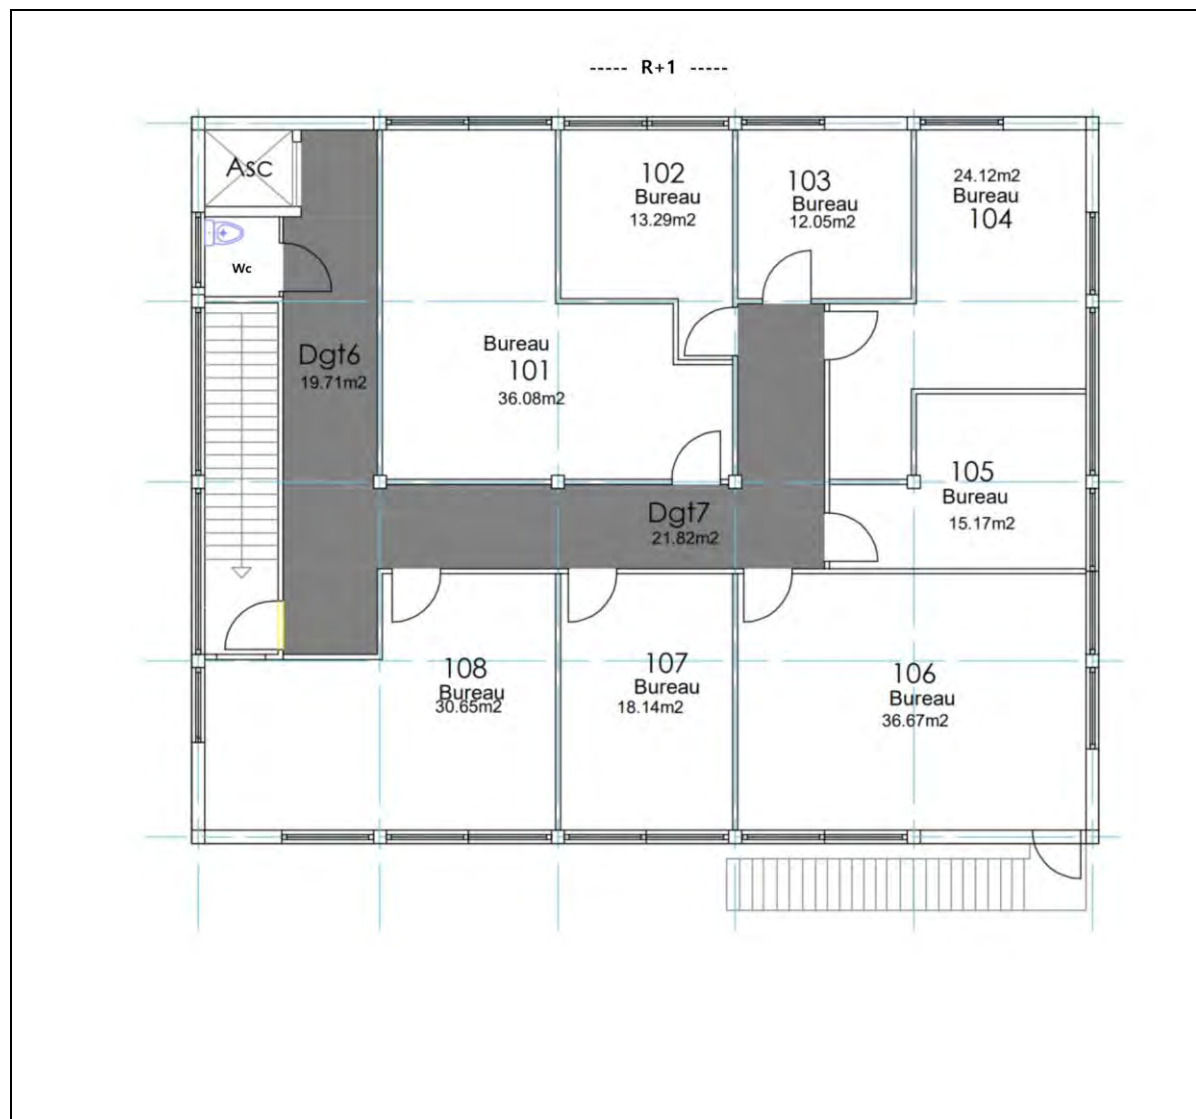 ----- R+1 -----
Asc
Wc
Dgt6
19.71m2
Bureau
101
36.08m2
102
Bureau
13.29m2
103
Bureau
12.05m2
24.12m2
Bureau
104
105
Bureau
15.17m2
Dgt7
21.82m2
108
Bureau
30.65m2
107
Bureau
18.14m2
106
Bureau
36.67m2